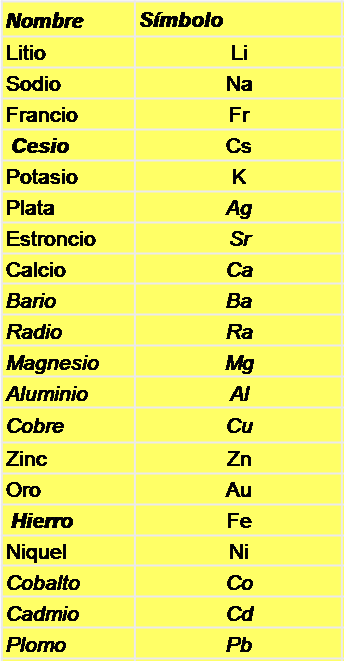 Nombre Símbolo
Litio Li
Sodio Na
Francio Fr
Cesio Cs
Potasio K
Plata Ag
Estroncio Sr
Calcio Ca
Bario Ba
Radio Ra
Magnesio Mg
Aluminio Al
Cobre Cu
Zinc Zn
Oro Au
Hierro Fe
Niquel Ni
Cobalto Co
Cadmio Cd
Plomo Pb